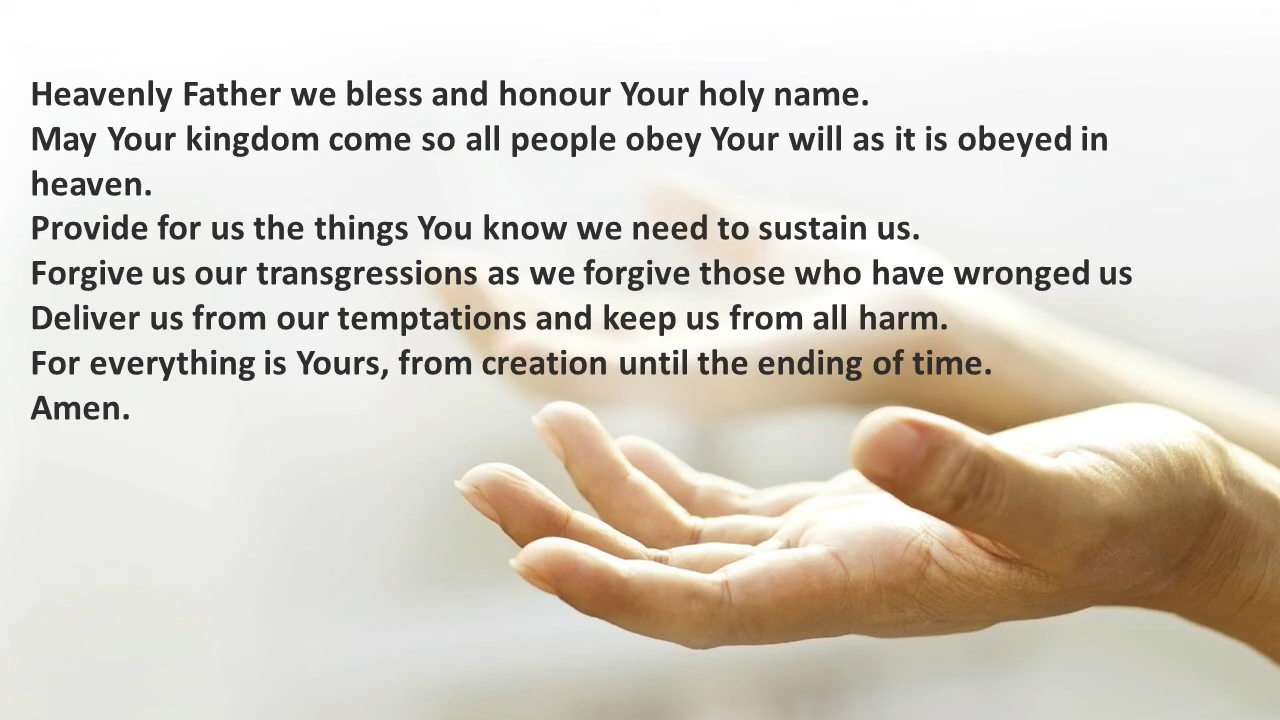 Heavenly Father we bless and honour Your holy name.
May Your kingdom come so all people obey Your will as it is obeyed in
heaven.
Provide for us the things You know we need to sustain us.
Forgive us our transgressions as we forgive those who have wronged us
Deliver us from our temptations and keep us from all harm.
For everything is Yours, from creation until the ending of time.
Amen.